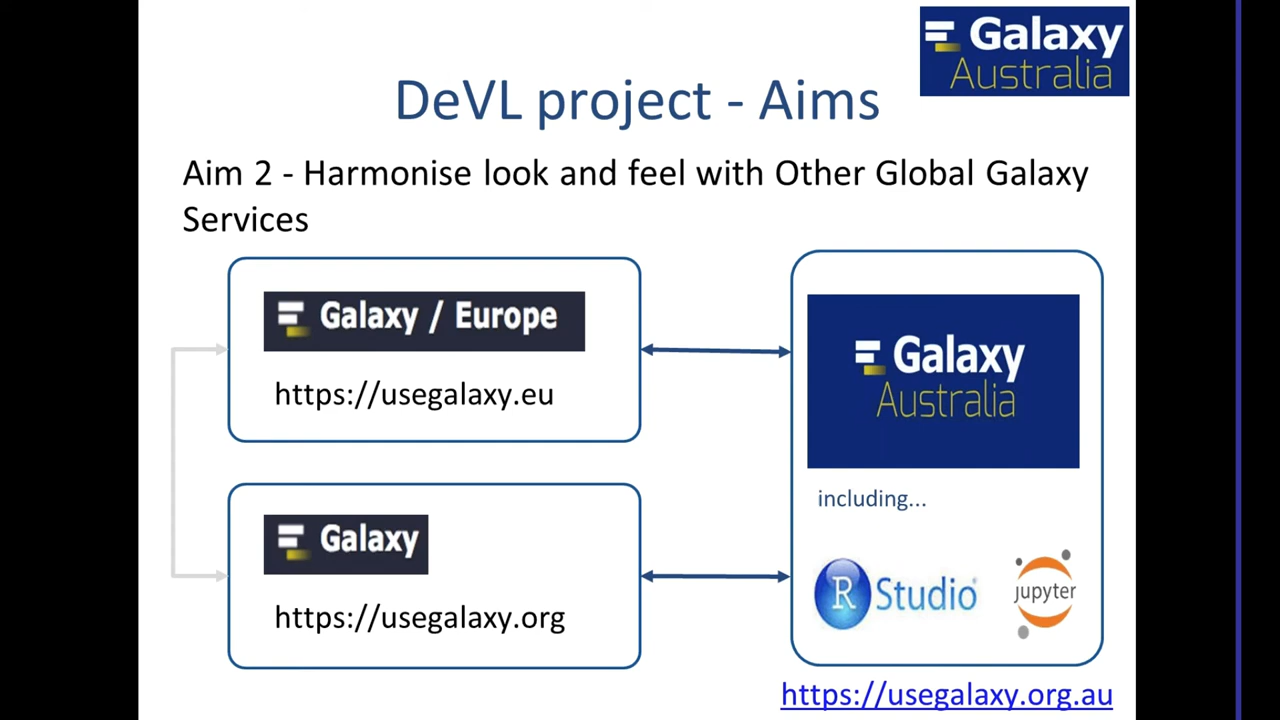 Galaxy
Australia
DeVL project - Aims
Aim 2 - Harmonise look and feel with Other Global Galaxy
Services
Galaxy / Europe
https://usegalaxy.eu
Galaxy
https://usegalaxy.org
Galaxy
Australia
including...
R Studio®
jupyter
https://usegalaxy.org.au